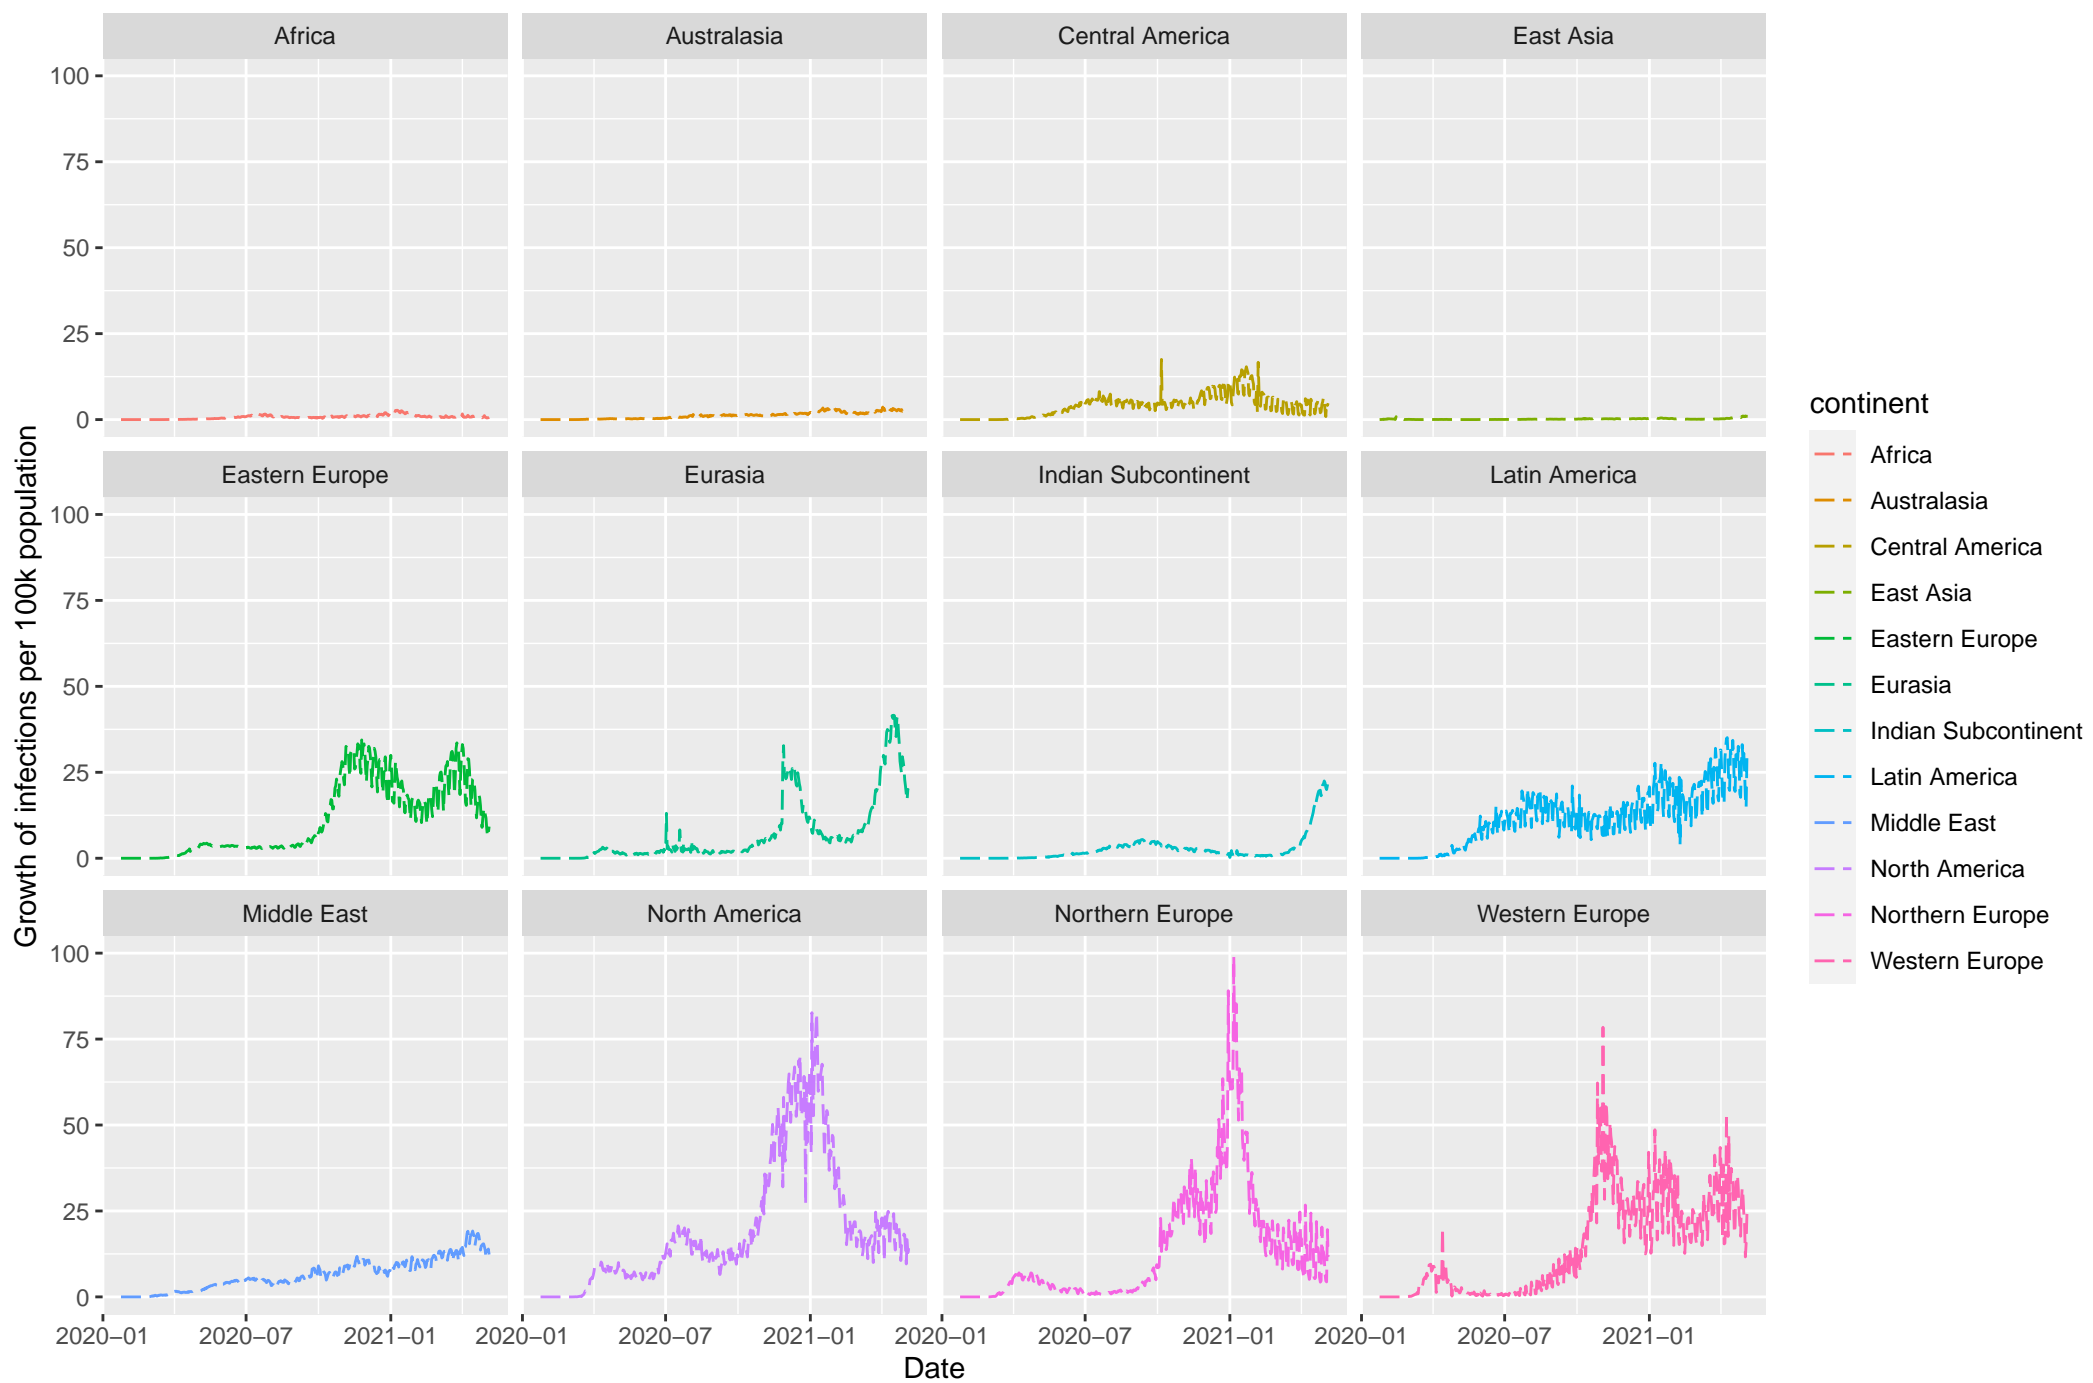 Africa
Australasia
Central America
East Asia
100
75
50
25
0
Eastern Europe
Eurasia
Indian Subcontinent
Latin America
100
75
50
25
0
Middle East
North America
Northern Europe
Western Europe
100
75
50
25
0
2020−01
2020−07
2021−01
2020−01
2020−07
2021−01
2020−01
2020−07
2021−01
2020−01
2020−07
2021−01
Date
Growth of infections per 100k population
continent
Africa
Australasia
Central America
East Asia
Eastern Europe
Eurasia
Indian Subcontinent
Latin America
Middle East
North America
Northern Europe
Western Europe